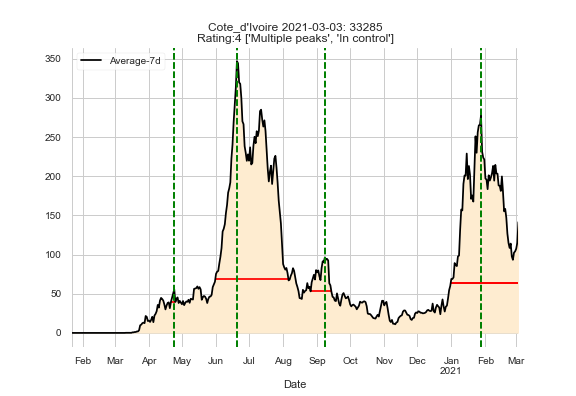 Cote_d'Ivoire 2021-03-03: 33285
Rating:4 ['Multiple peaks', 'In control']
Average-7d
350
300
250
200
150
100
50
0
Feb Mar Apr May Jun Jul Aug Sep Oct Nov Dec Jan Feb Mar
2021
Date